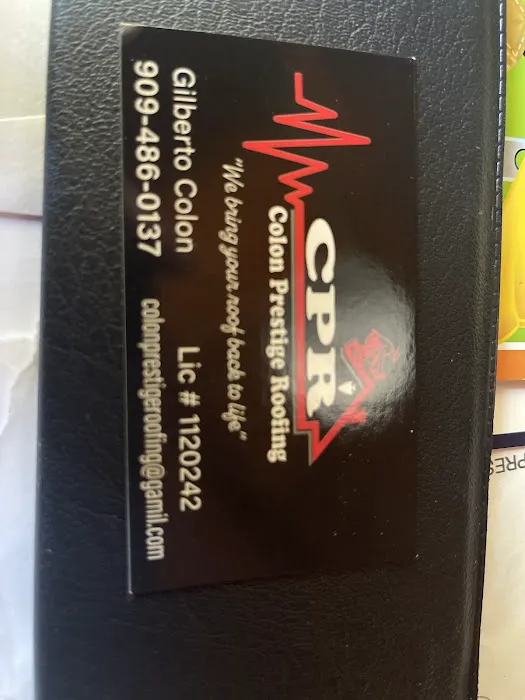 CPR
Colon Prestige Roofing
"We bring your roof back to life"
Gilberto Colon
Lic # 1120242
909-486-0137
colonprestigeroofing@gamil.com
PRES